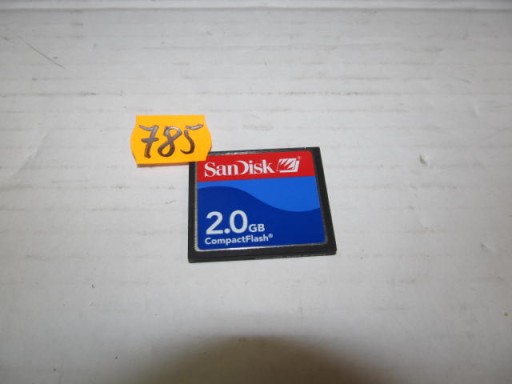 785
SanDisk
2.0GB
CompactFlash®